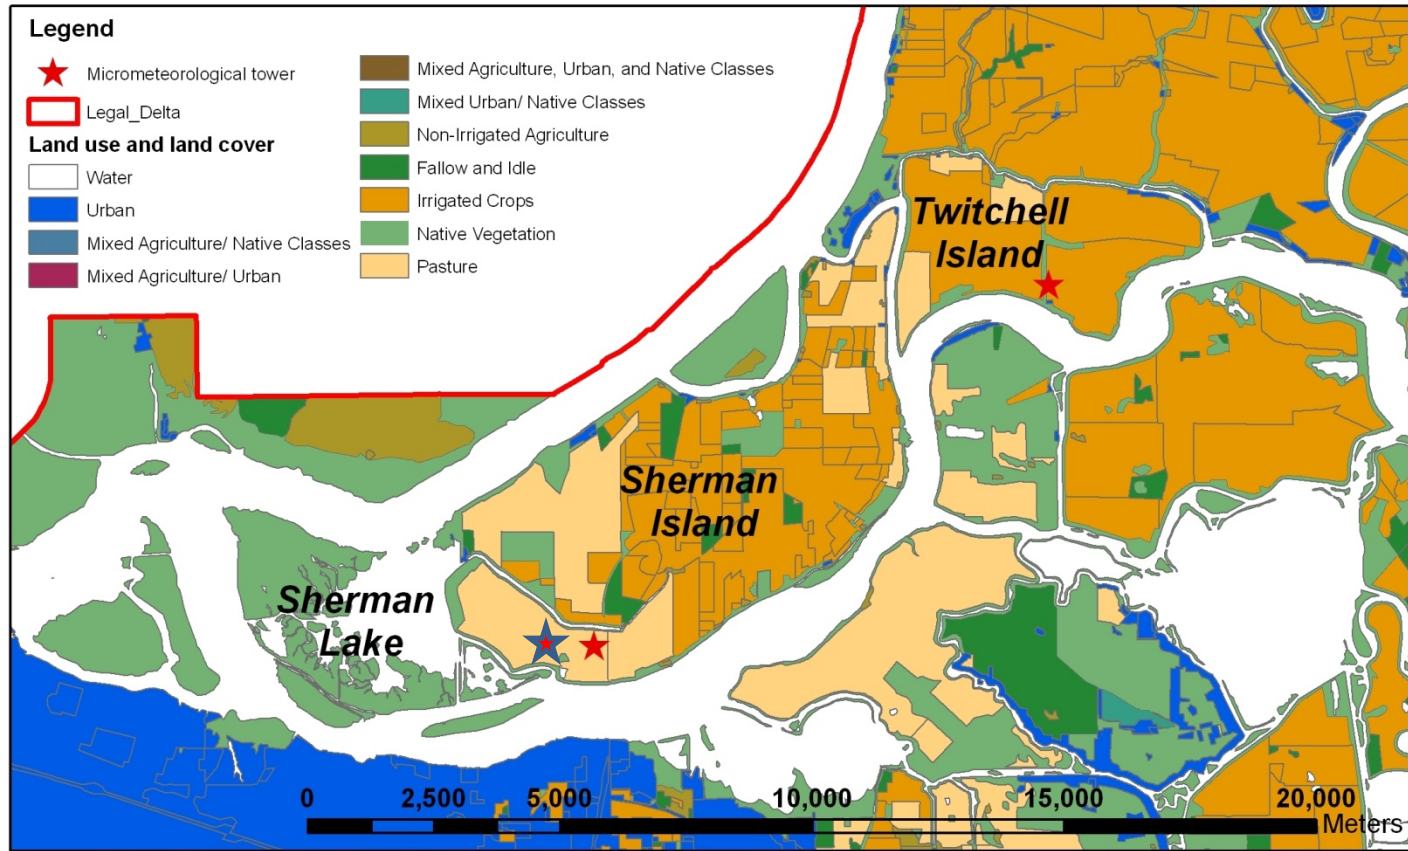 Legend
Micrometeorological tower
Legal_Delta
Land use and land cover
Water
Urban
Mixed Agriculture/ Native Classes
Mixed Agriculture/ Urban
Mixed Agriculture, Urban, and Native Classes
Mixed Urban/ Native Classes
Non-Irrigated Agriculture
Fallow and Idle
Irrigated Crops
Native Vegetation
Pasture
Twitchell
Island
Sherman
Island
Sherman
Lake
0 2,500 5,000 10,000 15,000 20,000
Meters